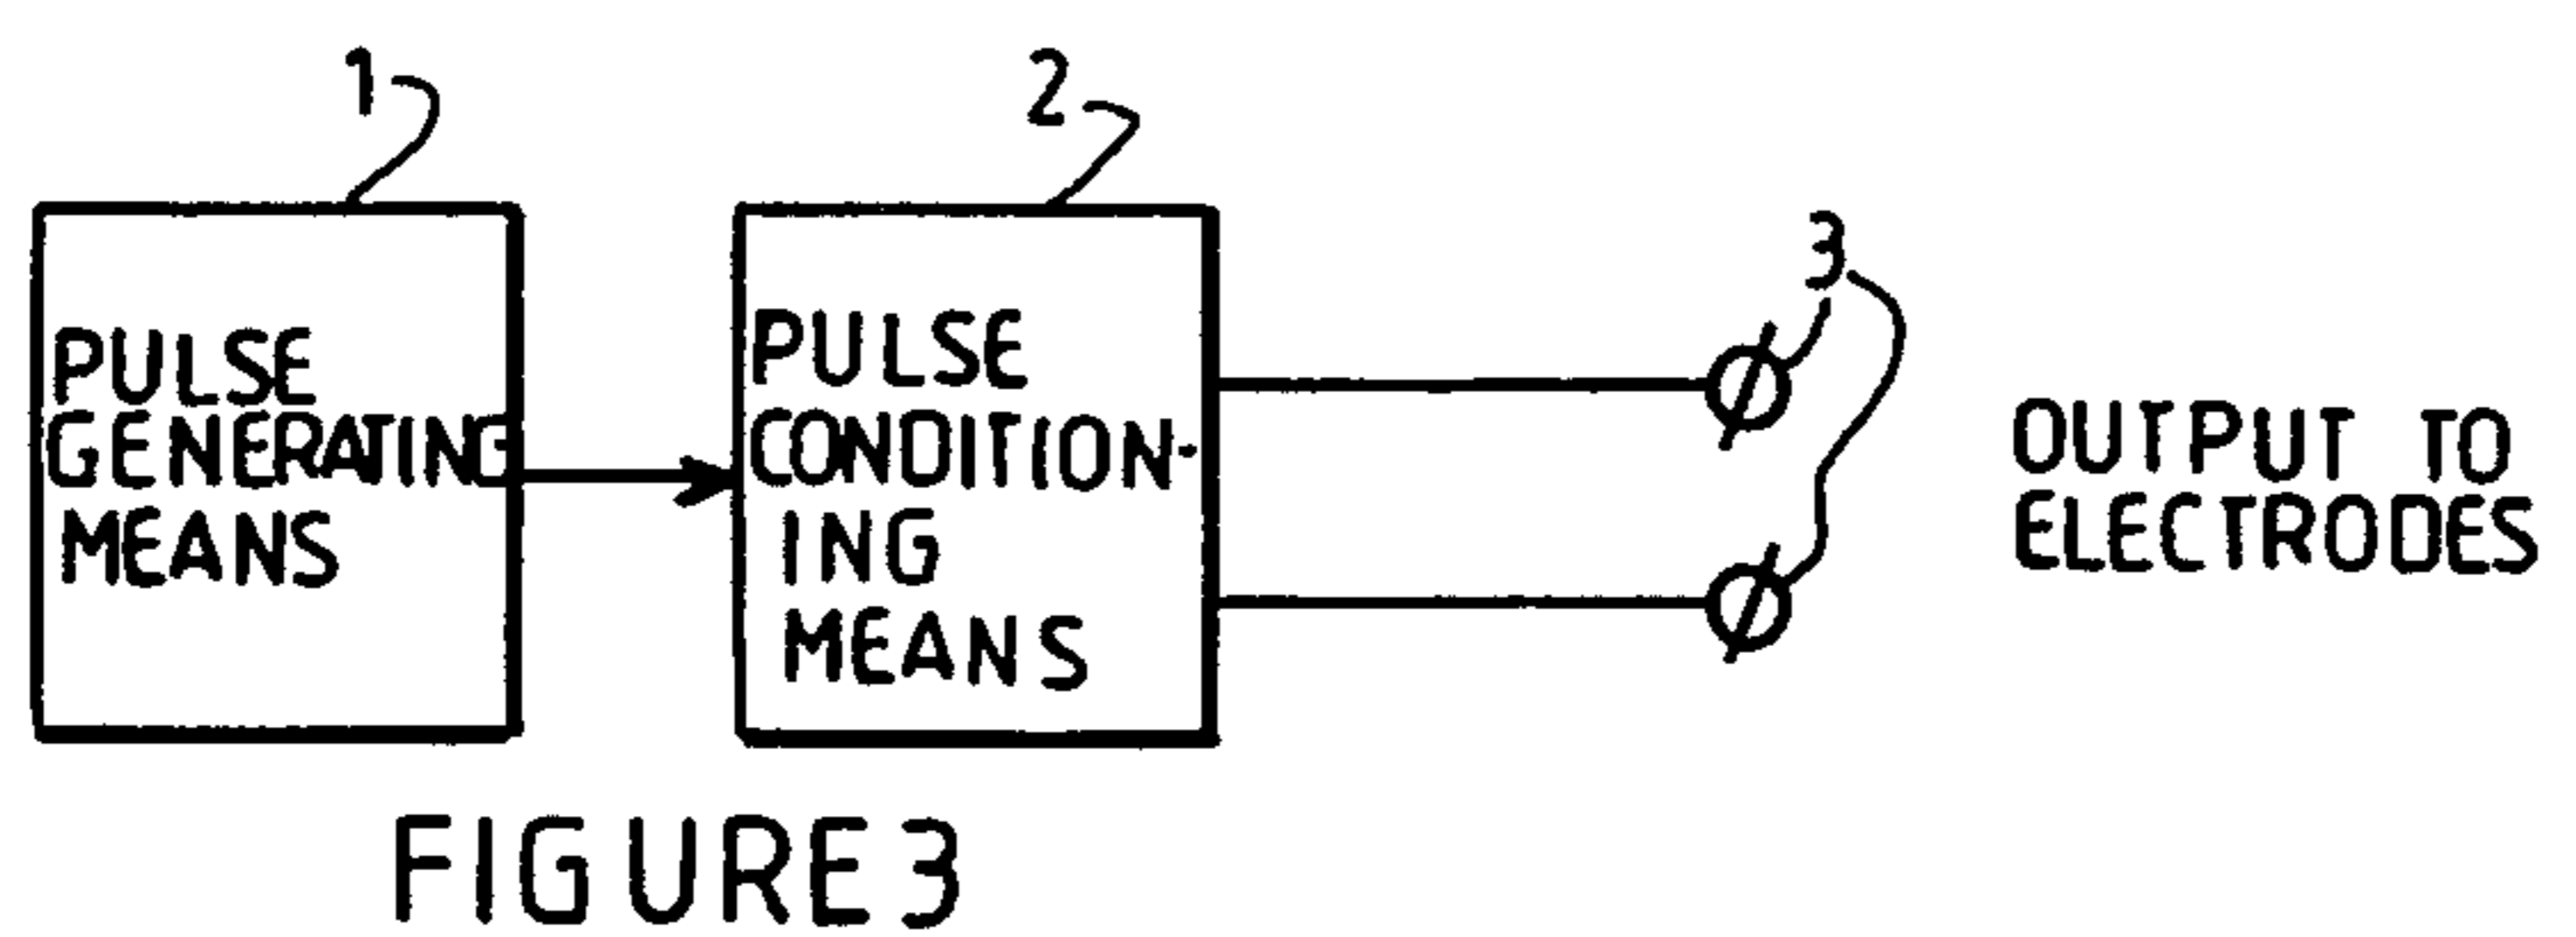 1
2
3
PULSE
GENERATING
MEANS
PULSE
CONDITION-
ING
MEANS
OUTPUT TO
ELECTRODES
FIGURE 3